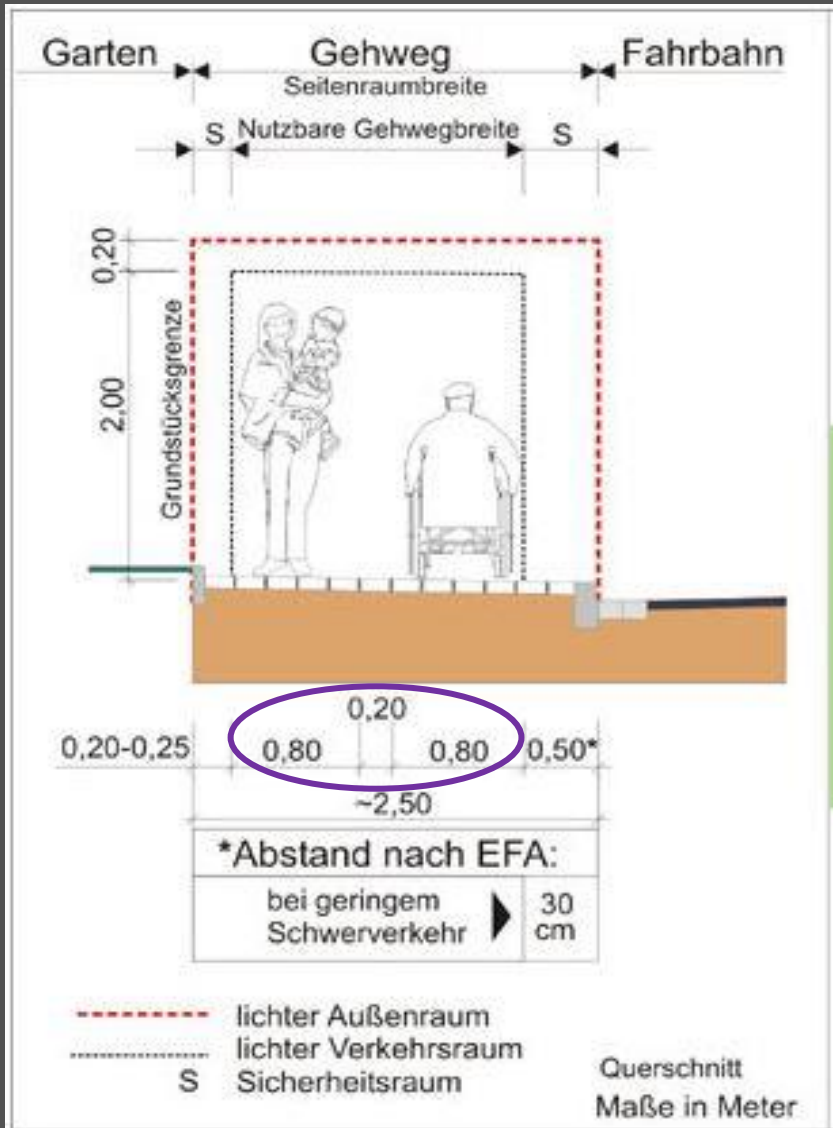 Garten Gehweg Fahrbahn
Seitenraumbreite
S Nutzbare Gehwegbreite S
0,20
2,00
Grundstücksgrenze
0,20
0,20-0,25 0,80 0,80 0,50*
~2,50
*Abstand nach EFA:
bei geringem
Schwerverkehr
30
cm
lichter Außenraum
lichter Verkehrsraum
S Sicherheitsraum
Querschnitt
Maße in Meter